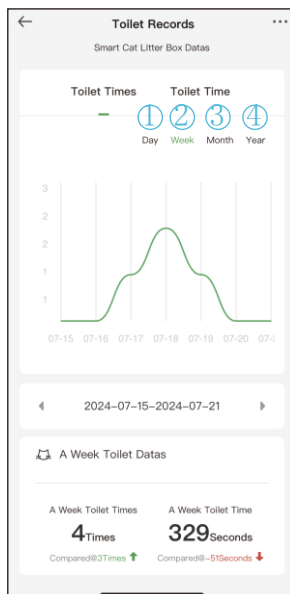 Toilet Records
Smart Cat Litter Box Datas
Toilet Times Toilet Time
① ② ③ ④
Day Week Month Year
3
2
2
1
1
07-15 07-16 07-17 07-18 07-19 07-20 07-
2024-07-15-2024-07-21
A Week Toilet Datas
A Week Toilet Times A Week Toilet Time
4Times 329Seconds
Compared@3Times Compared@-51Seconds